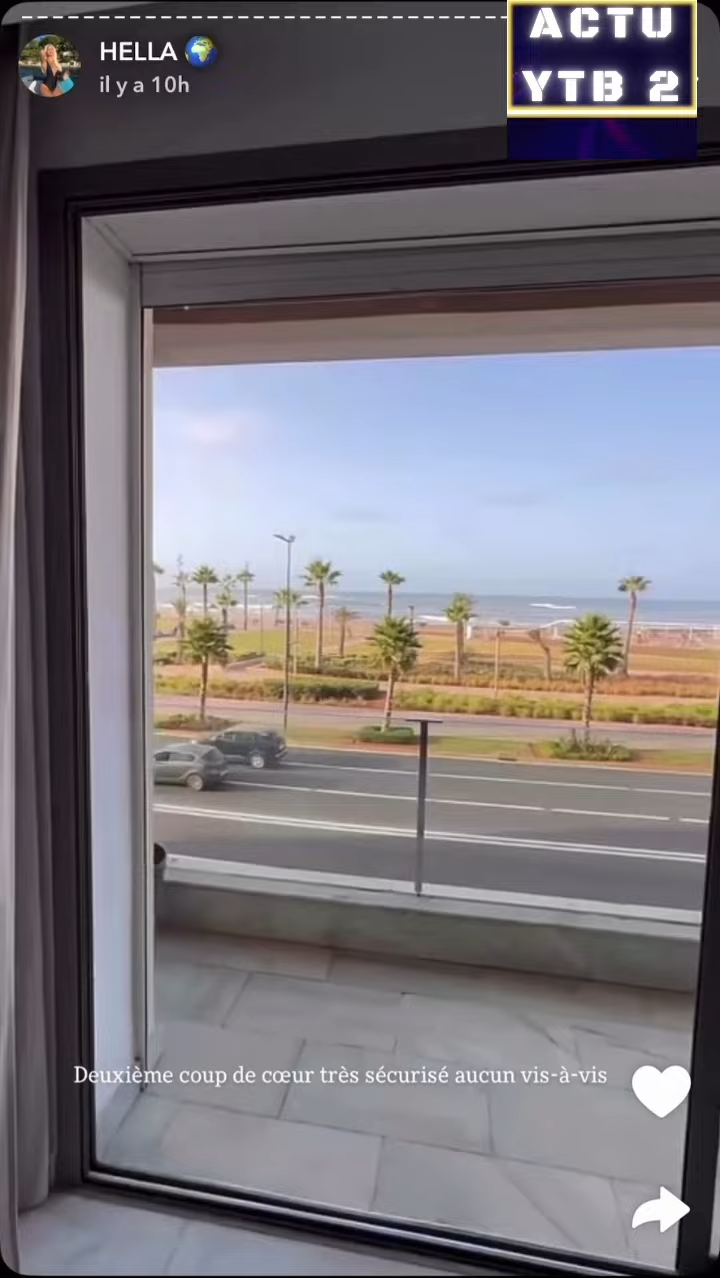 HELLA
il y a 10h
ACTU
YTB 2
Deuxième coup de cœur très sécurisé aucun vis-à-vis